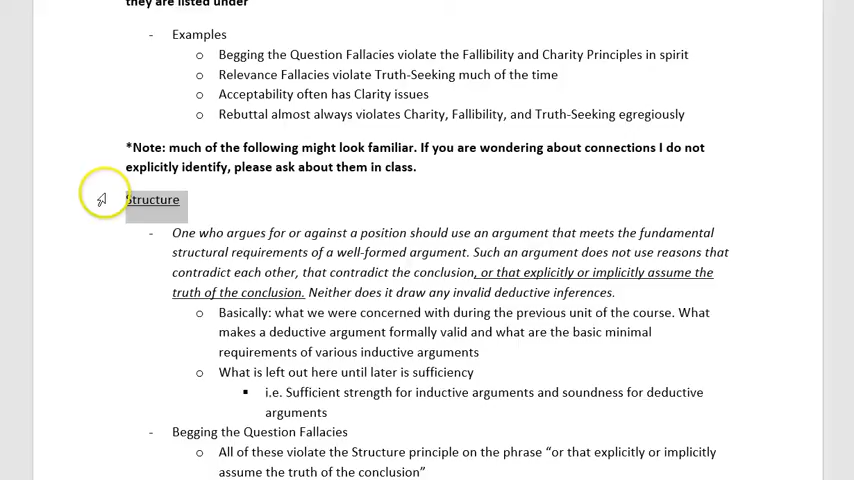 they are listed under
- Examples
o Begging the Question Fallacies violate the Fallibility and Charity Principles in spirit
o Relevance Fallacies violate Truth-Seeking much of the time
o Acceptability often has Clarity issues
o Rebuttal almost always violates Charity, Fallibility, and Truth-Seeking egregiously
*Note: much of the following might look familiar. If you are wondering about connections I do not
explicitly identify, please ask about them in class.
Structure
- One who argues for or against a position should use an argument that meets the fundamental
structural requirements of a well-formed argument. Such an argument does not use reasons that
contradict each other, that contradict the conclusion, or that explicitly or implicitly assume the
truth of the conclusion. Neither does it draw any invalid deductive inferences.
o Basically: what we were concerned with during the previous unit of the course. What
makes a deductive argument formally valid and what are the basic minimal
requirements of various inductive arguments
o What is left out here until later is sufficiency
▪ i.e. Sufficient strength for inductive arguments and soundness for deductive
arguments
- Begging the Question Fallacies
o All of these violate the Structure principle on the phrase “or that explicitly or implicitly
assume the truth of the conclusion”